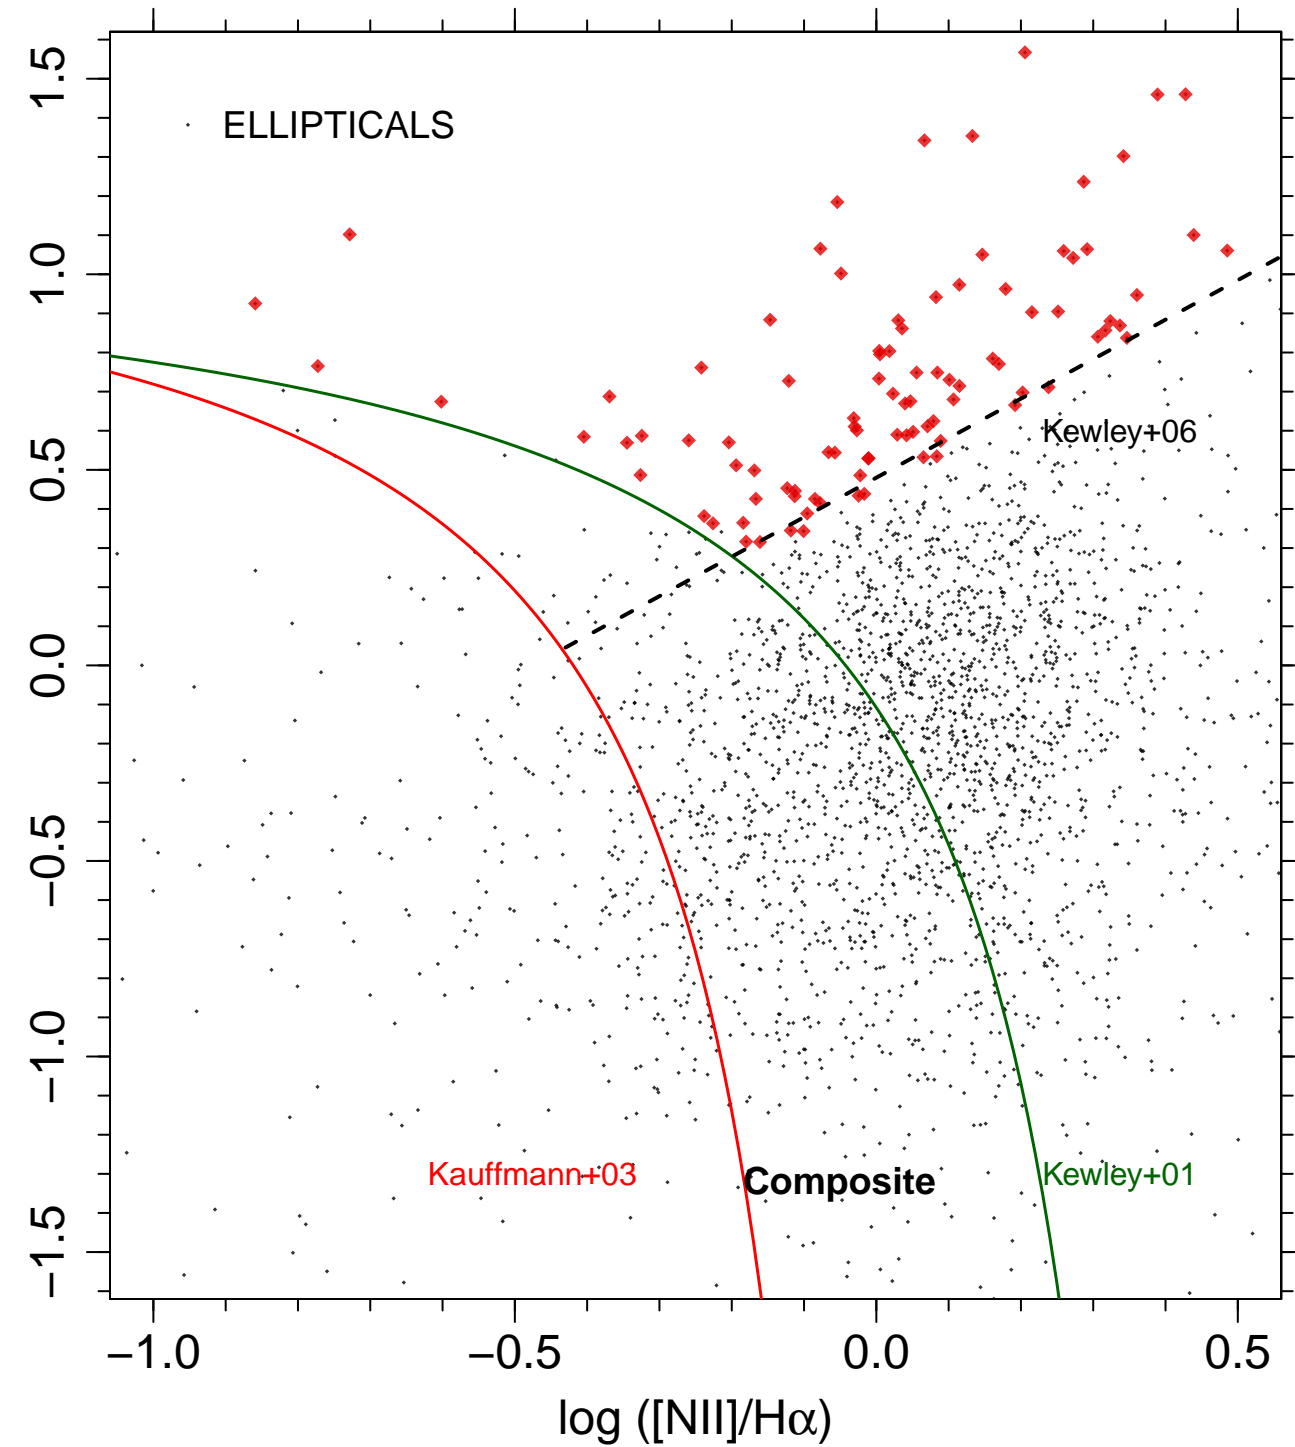 ELLIPTICALS
1.5
1.0
0.5
0.0
−0.5
−1.0
−1.5
Kewley+06
Kauffmann+03
Composite
Kewley+01
−1.0 −0.5 0.0 0.5
log ([NII]/Hα)